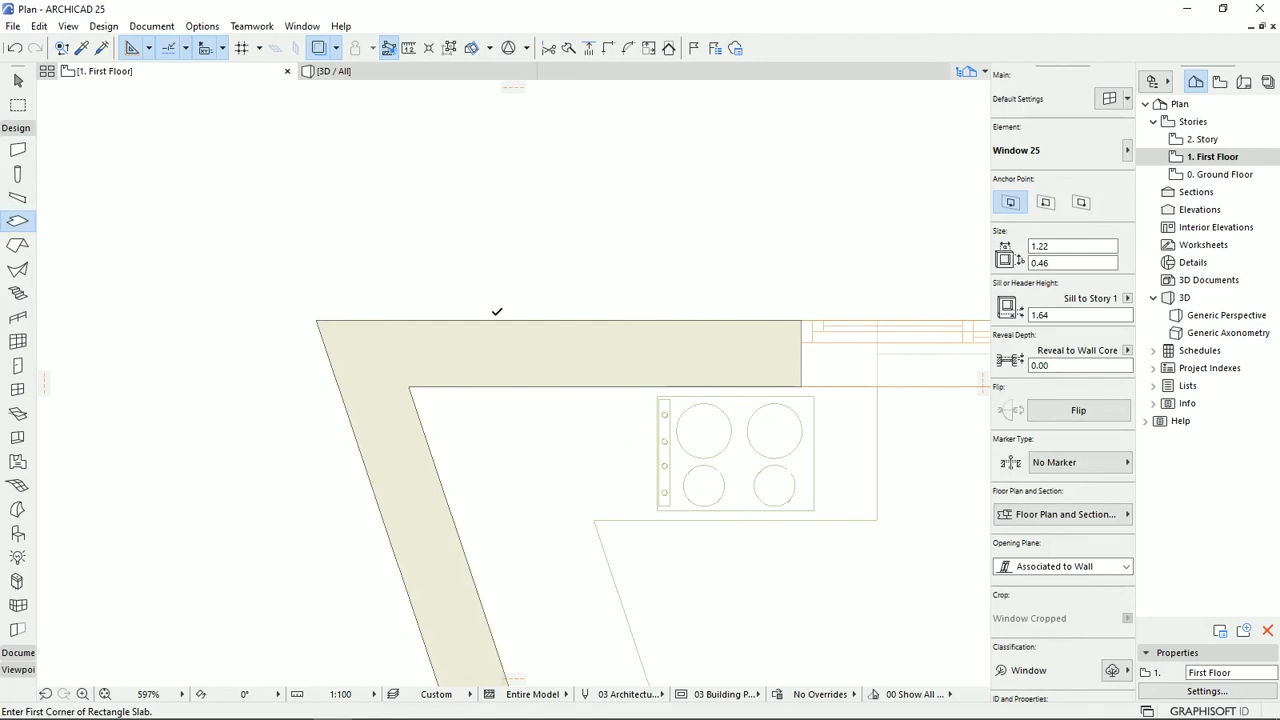 Plan - ARCHICAD 25
File Edit View Design Document Options Teamwork Window Help
[1. First Floor]
[3D / All]
Design
Docume
Viewpoi
Main:
Default Settings
Element:
Window 25
Anchor Point:
Size:
1.22
0.46
Sill or Header Height:
Sill to Story 1
1.64
Reveal Depth:
Reveal to Wall Core
0.00
Flip:
Flip
Marker Type:
No Marker
Floor Plan and Section:
Floor Plan and Section...
Opening Plane:
Associated to Wall
Crop:
Window Cropped
Classification:
Window
ID and Properties:
Plan
Stories
2. Story
1. First Floor
0. Ground Floor
Sections
Elevations
Interior Elevations
Worksheets
Details
3D Documents
3D
Generic Perspective
Generic Axonometry
Schedules
Project Indexes
Lists
Info
Help
Properties
1. First Floor
Settings...
597% 0° 1:100 Custom Entire Model 03 Architectu... 03 Building P... No Overrides 00 Show All ...
Enter First Corner of Rectangle Slab.
GRAPHISOFT ID